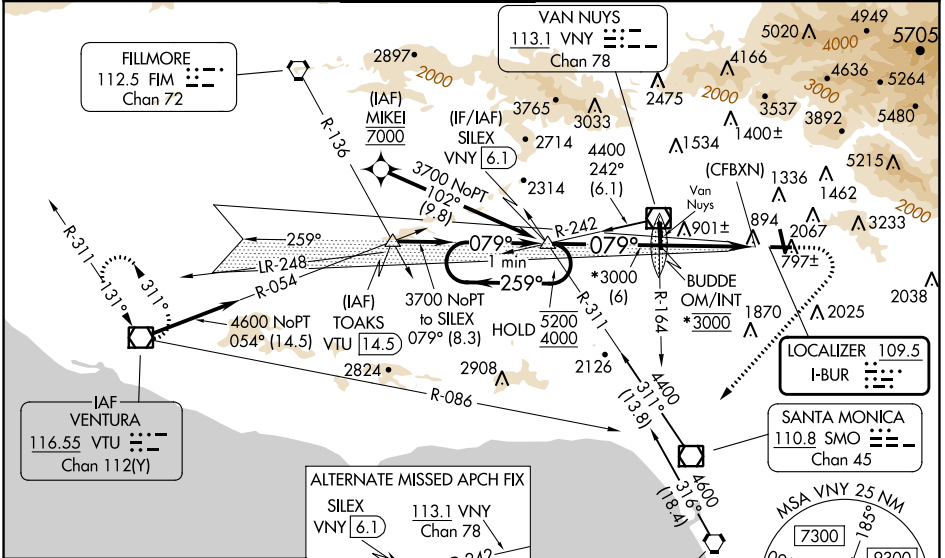 FILLMORE
112.5 FIM
Chan 72
2897
2000
VAN NUYS
113.1 VNY
Chan 78
5020
4949
4000
5705
4166
4636
5264
3000
2475
2000
3537
5480
3892
3765
3033
1400±
2714
1534
5215
2314
(IAF)
MIKEI
7000
(IF/IAF)
SILEX
VNY 6.1
4400
242°
(6.1)
(CFBXN)
R-136
3700 NoPT
102°
(9.8)
R-242
Van
Nuys
901±
894
1336
1462
2067
3233
2000
797±
R-311
259°
LR-248
R-054
079°
1 min
259°
079°
*3000
(6)
BUDDE
OM/INT
*3000
R-164
131°
311°
4600 NoPT
054° (14.5)
(IAF)
TOAKS
VTU 14.5
3700 NoPT
to SILEX
079° (8.3)
HOLD
5200
4000
R-311
1870
2025
2038
2824
2908
2126
R-086
4400
311°
(13.8)
LOCALIZER 109.5
I-BUR
IAF
VENTURA
116.55 VTU
Chan 112(Y)
SANTA MONICA
110.8 SMO
Chan 45
4600
316°
(18.4)
ALTERNATE MISSED APCH FIX
SILEX
VNY 6.1
113.1 VNY
Chan 78
R-242
MSA VNY 25 NM
7300
185°
9300